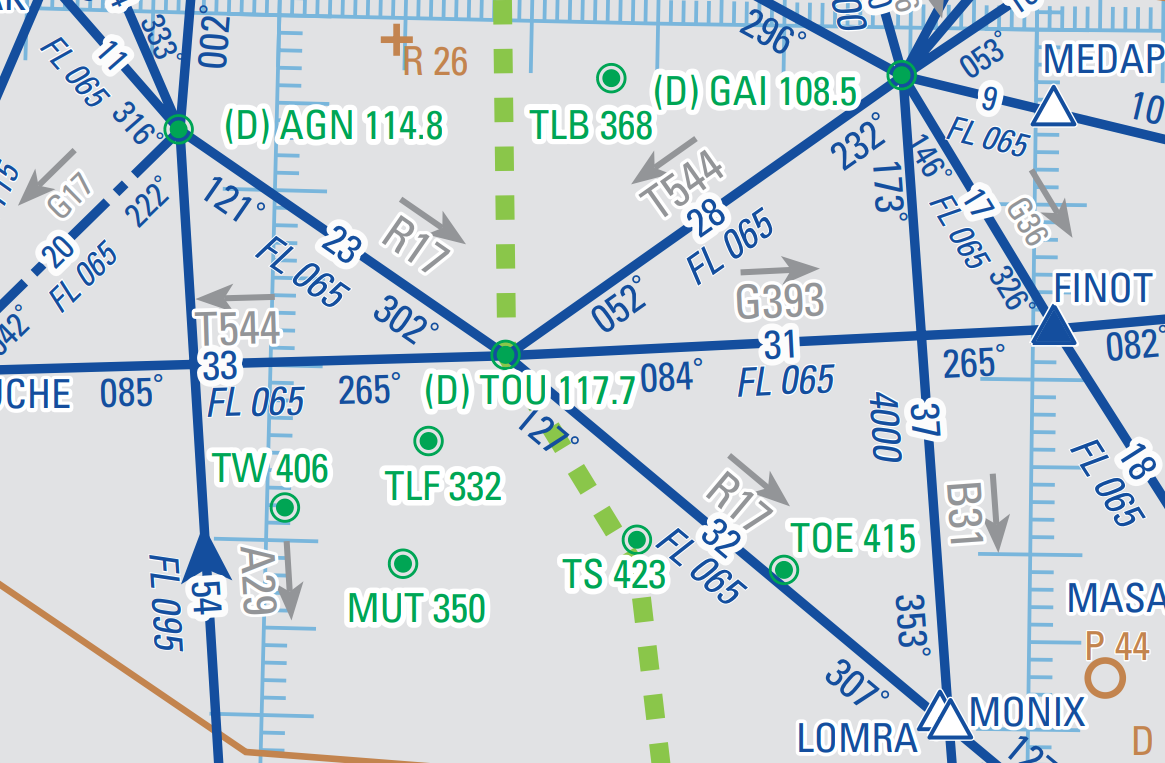 333°
002°
296°
053°
MEDAP
11
FL 065
316°
R 26
(D) AGN 114.8
TLB 368
(D) GAI 108.5
9
FL 065
10
G17
222°
20
FL 065
042°
121°
23
FL 065
R17
302°
T544
28
FL 065
232°
052°
173°
146°
17
FL 065
G36
326°
FINOT
T544
33
FL 065
085°
265°
(D) TOU 117.7
084°
G393
31
FL 065
265°
082°
UCHE
127°
4000
37
18
FL 065
TW 406
TLF 332
R17
32
FL 065
TOE 415
B31
TS 423
MUT 350
FL 095
54
A29
353°
MASA
P 44
307°
LOMRA
MONIX
D